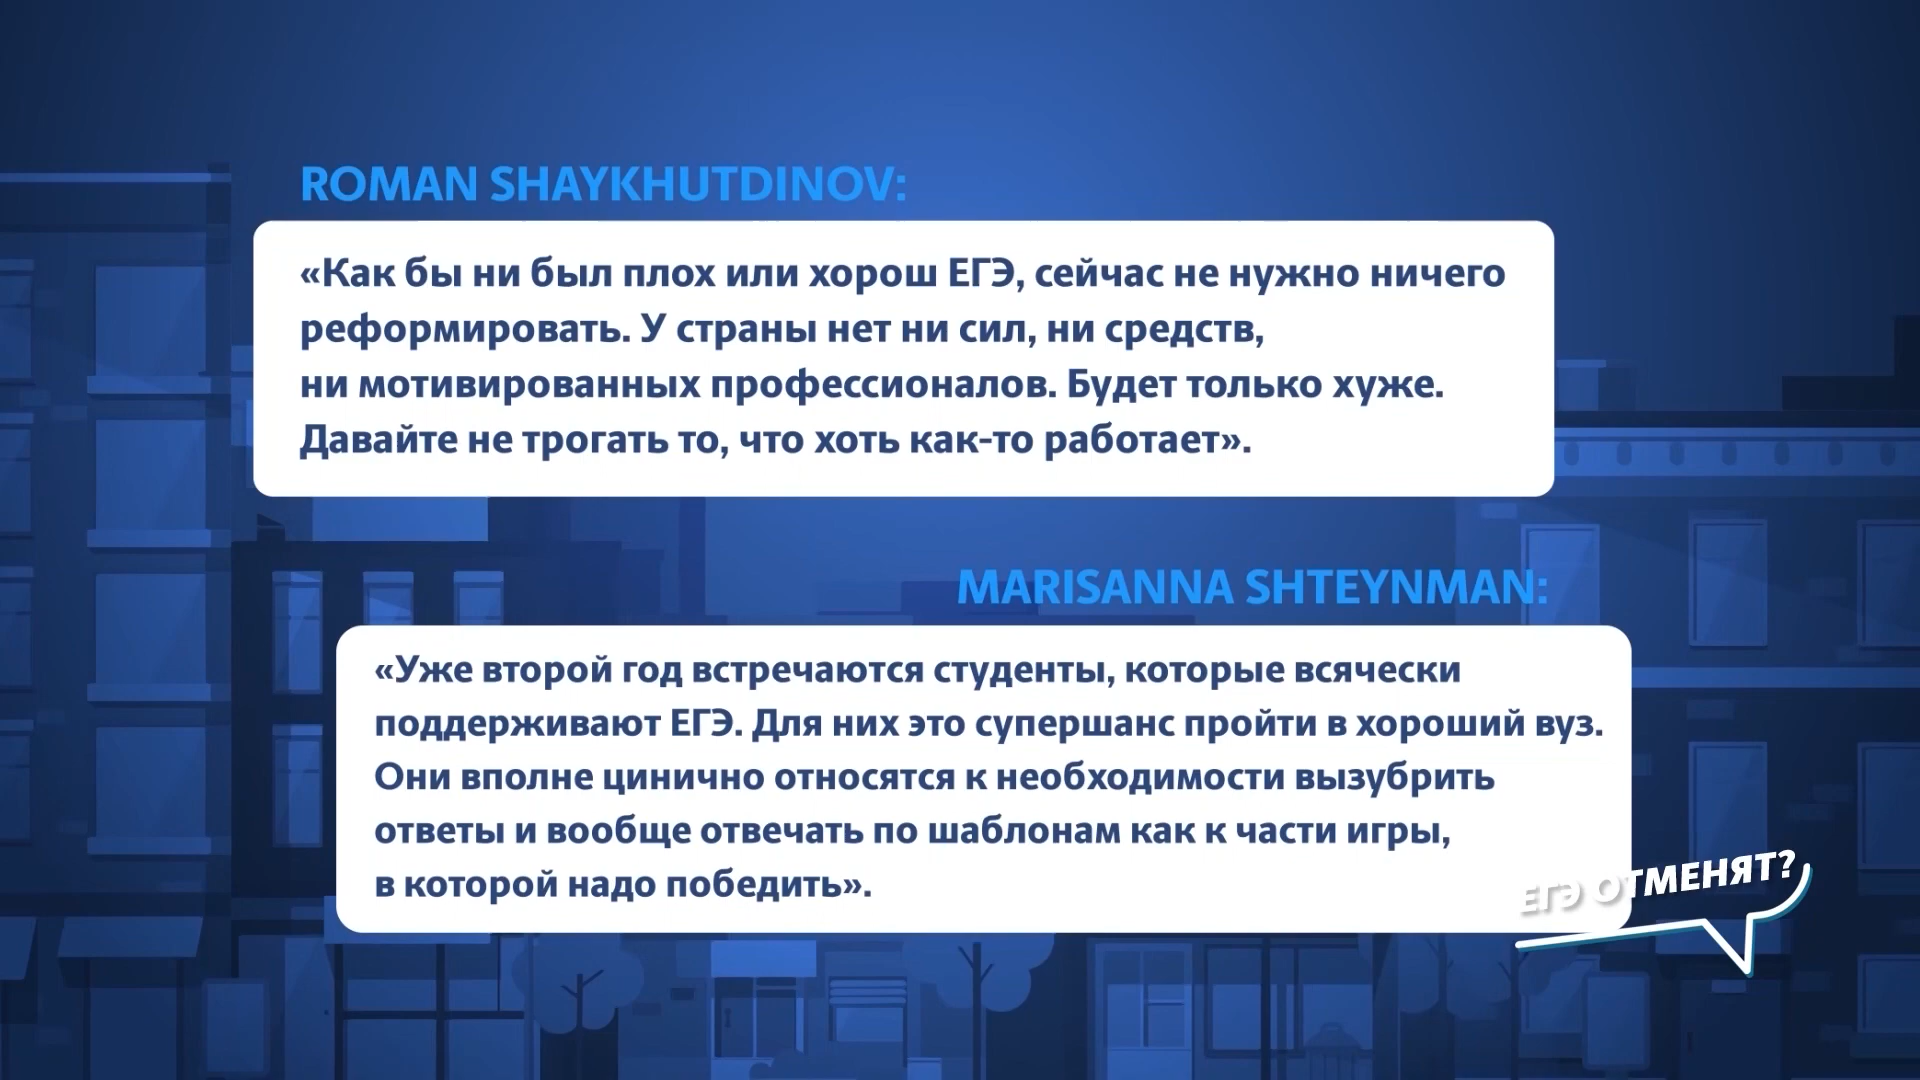 ROMAN SHAYKHUTDINOV:
«Как бы ни был плох или хорош ЕГЭ, сейчас не нужно ничего
реформировать. У страны нет ни сил, ни средств,
ни мотивированных профессионалов. Будет только хуже.
Давайте не трогать то, что хоть как-то работает».
MARISANNA SHTEYNMAN:
«Уже второй год встречаются студенты, которые всячески
поддерживают ЕГЭ. Для них это супершанс пройти в хороший вуз.
Они вполне цинично относятся к необходимости вызубрить
ответы и вообще отвечать по шаблонам как к части игры,
в которой надо победить».
ЕГЭ ОТМЕНЯТ?